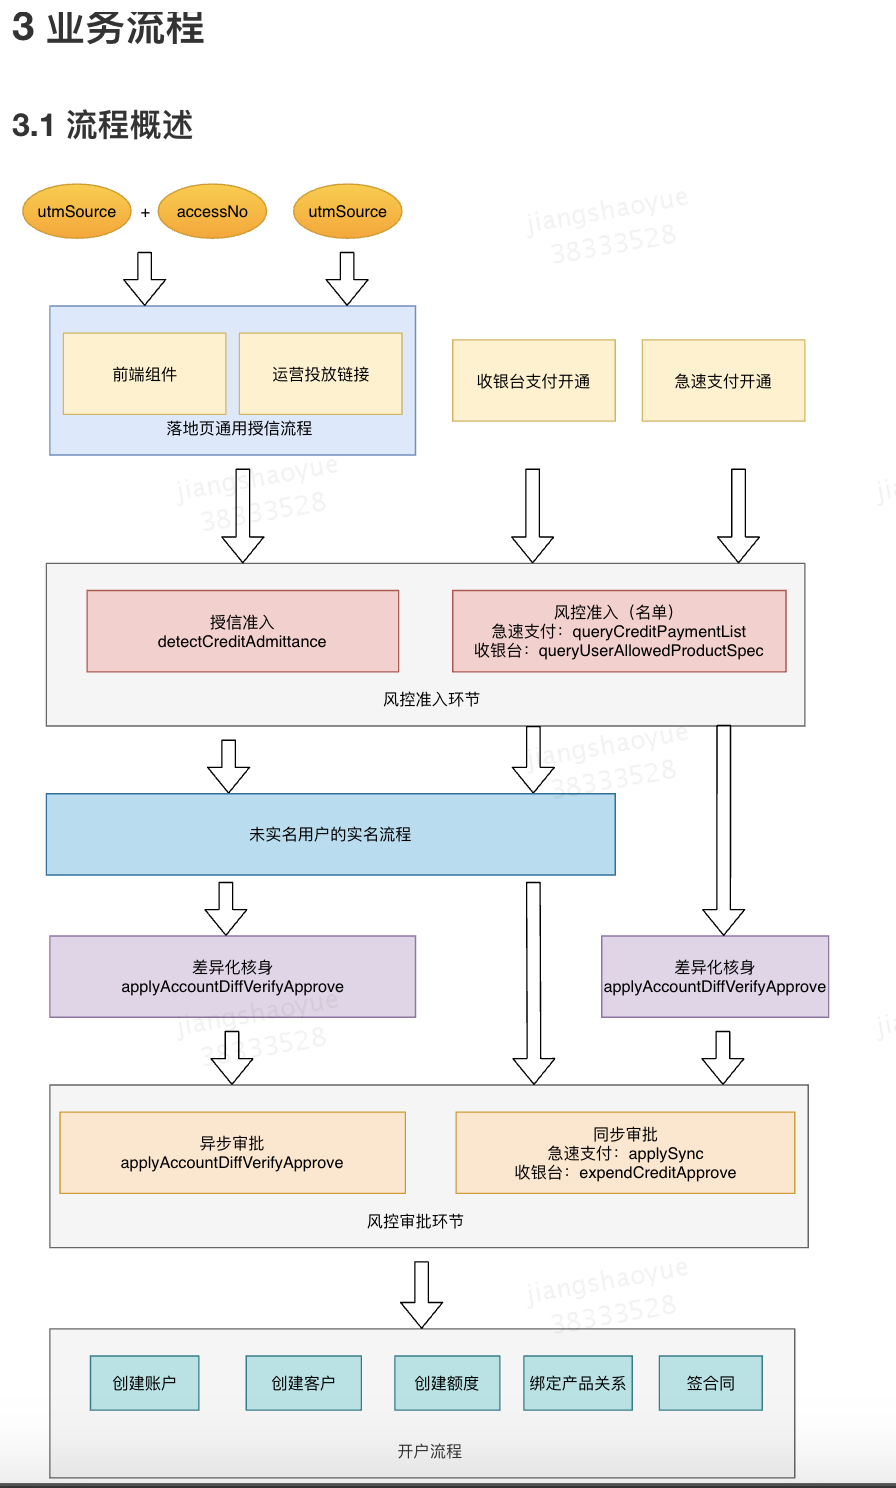 3 业务流程
3.1 流程概述
utmSource
+
accessNo
utmSource
jiangshaoyue
38333528
前端组件
运营投放链接
落地页通用授信流程
收银台支付开通
急速支付开通
jiangshaoyue
38333528
授信准入
detectCreditAdmittance
风控准入（名单）
急速支付：queryCreditPaymentList
收银台：queryUserAllowedProductSpec
风控准入环节
jiangshaoyue
38333528
未实名用户的实名流程
差异化核身
applyAccountDiffVerifyApprove
差异化核身
applyAccountDiffVerifyApprove
jiangshaoyue
38333528
异步审批
applyAccountDiffVerifyApprove
同步审批
急速支付：applySync
收银台：expendCreditApprove
风控审批环节
jiangshaoyue
38333528
创建账户
创建客户
创建额度
绑定产品关系
签合同
开户流程